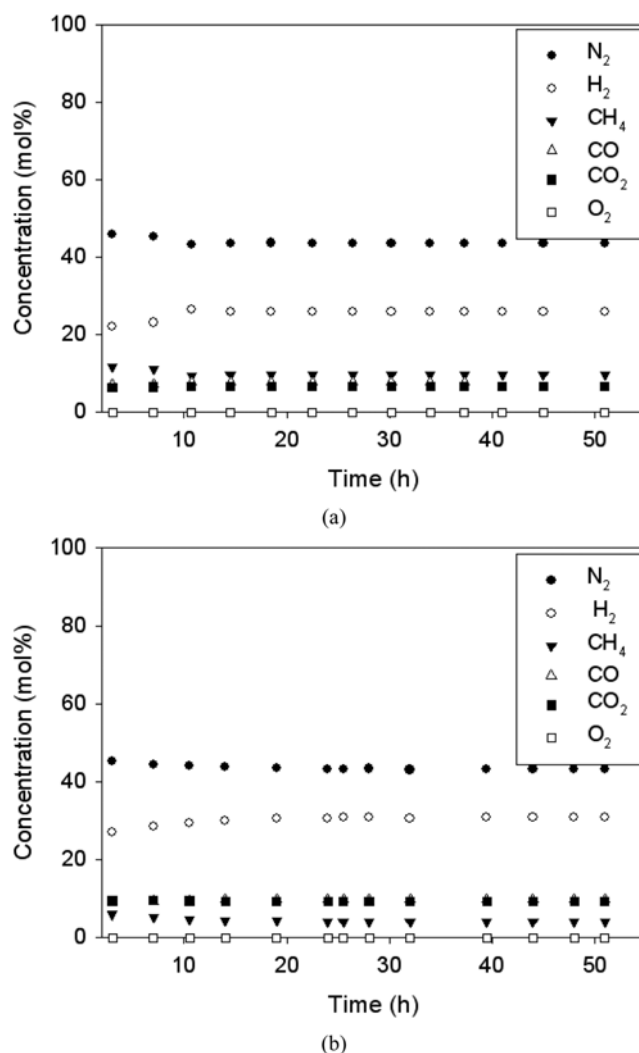 100
80
60
40
20
0
Concentration (mol%)
N₂
H₂
CH₄
CO
CO₂
O₂
10 20 30 40 50
Time (h)
(a)
100
80
60
40
20
0
Concentration (mol%)
N₂
H₂
CH₄
CO
CO₂
O₂
10 20 30 40 50
Time (h)
(b)